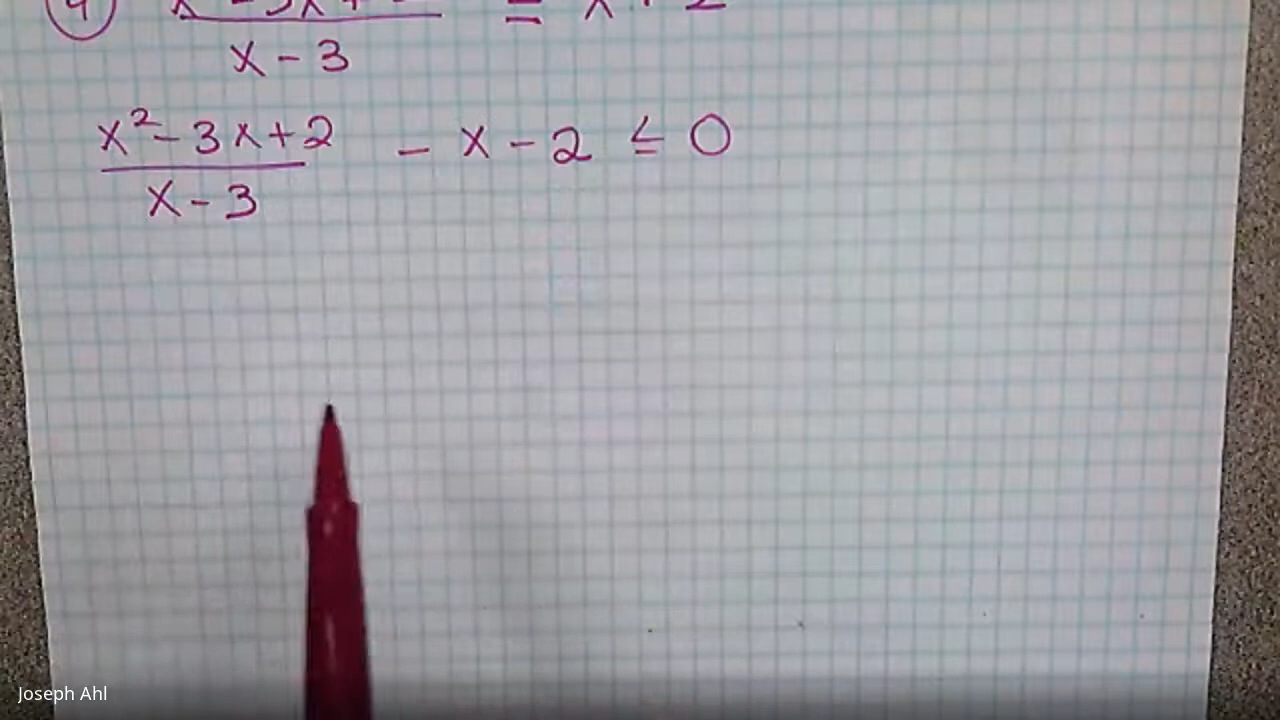 x - 3
x² - 3x + 2 - x - 2 ≤ 0
x - 3
Joseph Ahl